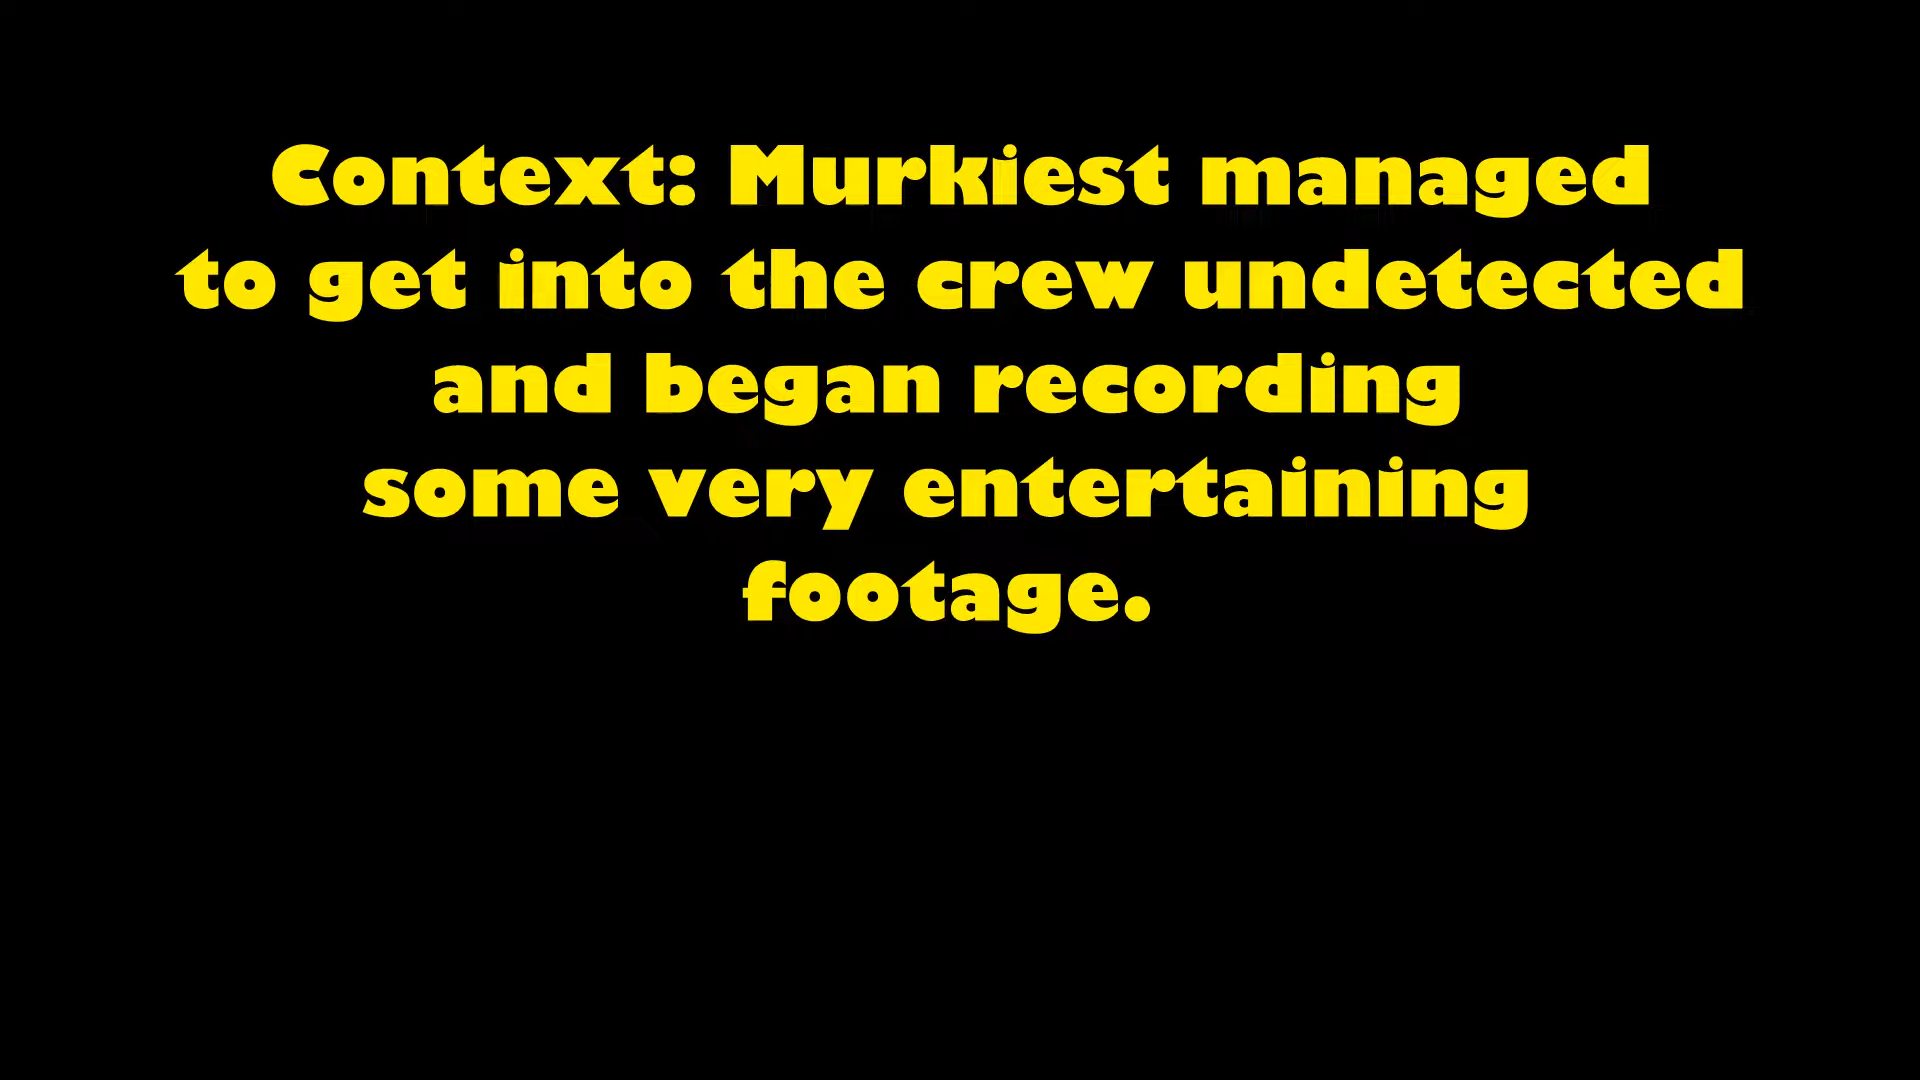 Context: Murkiest managed
to get into the crew undetected
and began recording
some very entertaining
footage.